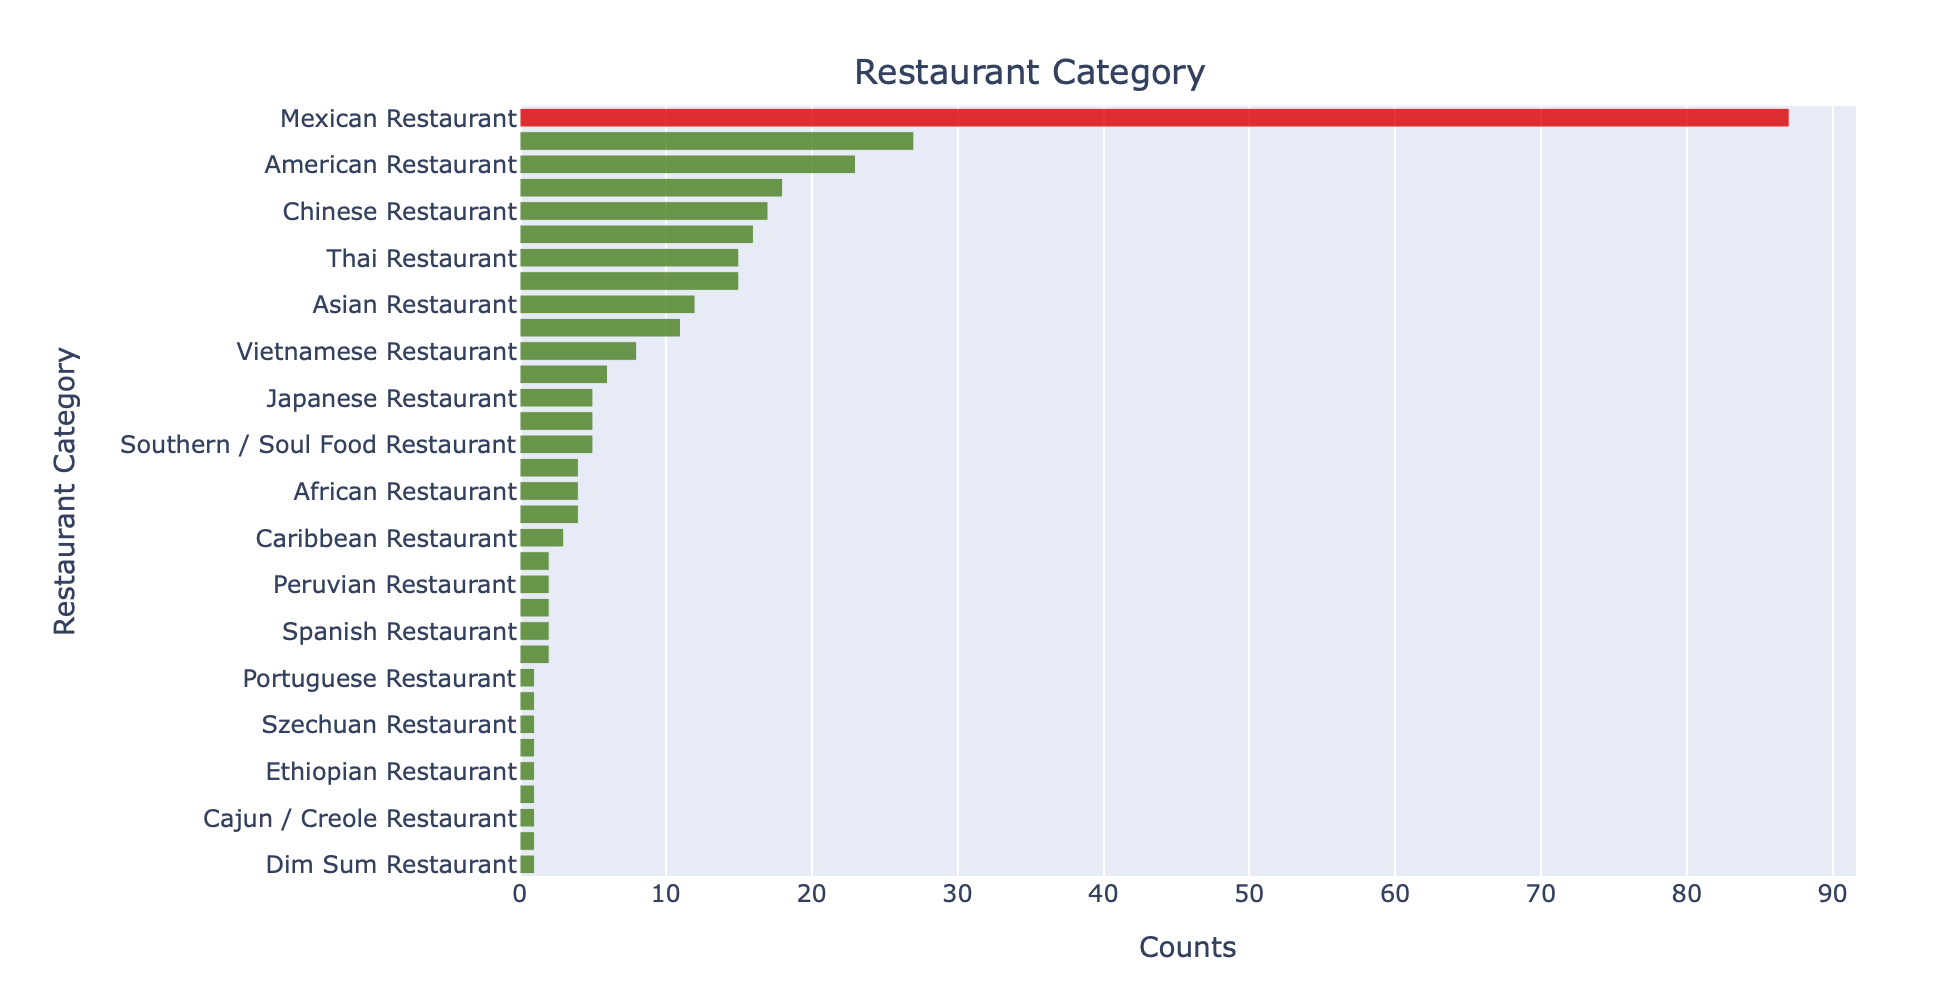 Restaurant Category
Mexican Restaurant
American Restaurant
Chinese Restaurant
Thai Restaurant
Asian Restaurant
Vietnamese Restaurant
Japanese Restaurant
Southern / Soul Food Restaurant
African Restaurant
Caribbean Restaurant
Peruvian Restaurant
Spanish Restaurant
Portuguese Restaurant
Szechuan Restaurant
Ethiopian Restaurant
Cajun / Creole Restaurant
Dim Sum Restaurant
Restaurant Category
0 10 20 30 40 50 60 70 80 90
Counts